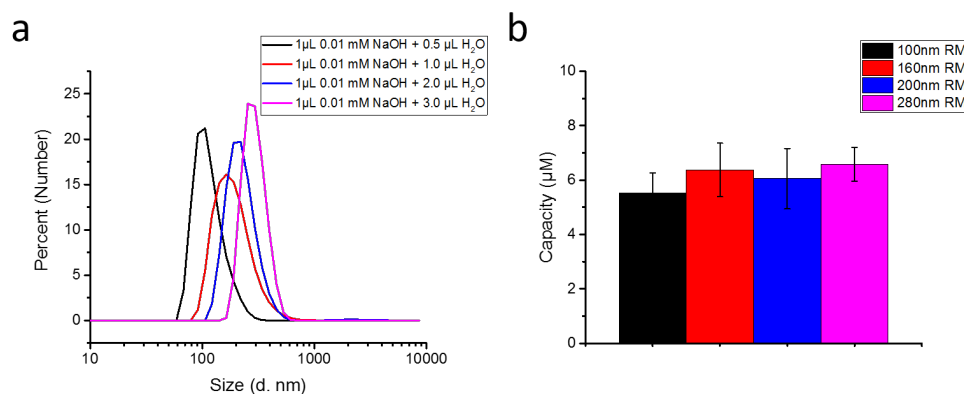 a
1µL 0.01 mM NaOH + 0.5 µL H₂O
1µL 0.01 mM NaOH + 1.0 µL H₂O
1µL 0.01 mM NaOH + 2.0 µL H₂O
1µL 0.01 mM NaOH + 3.0 µL H₂O
25
20
15
10
5
0
Percent (Number)
10
100
1000
10000
Size (d. nm)
b
100nm RM
160nm RM
200nm RM
280nm RM
10
8
6
4
2
0
Capacity (µM)